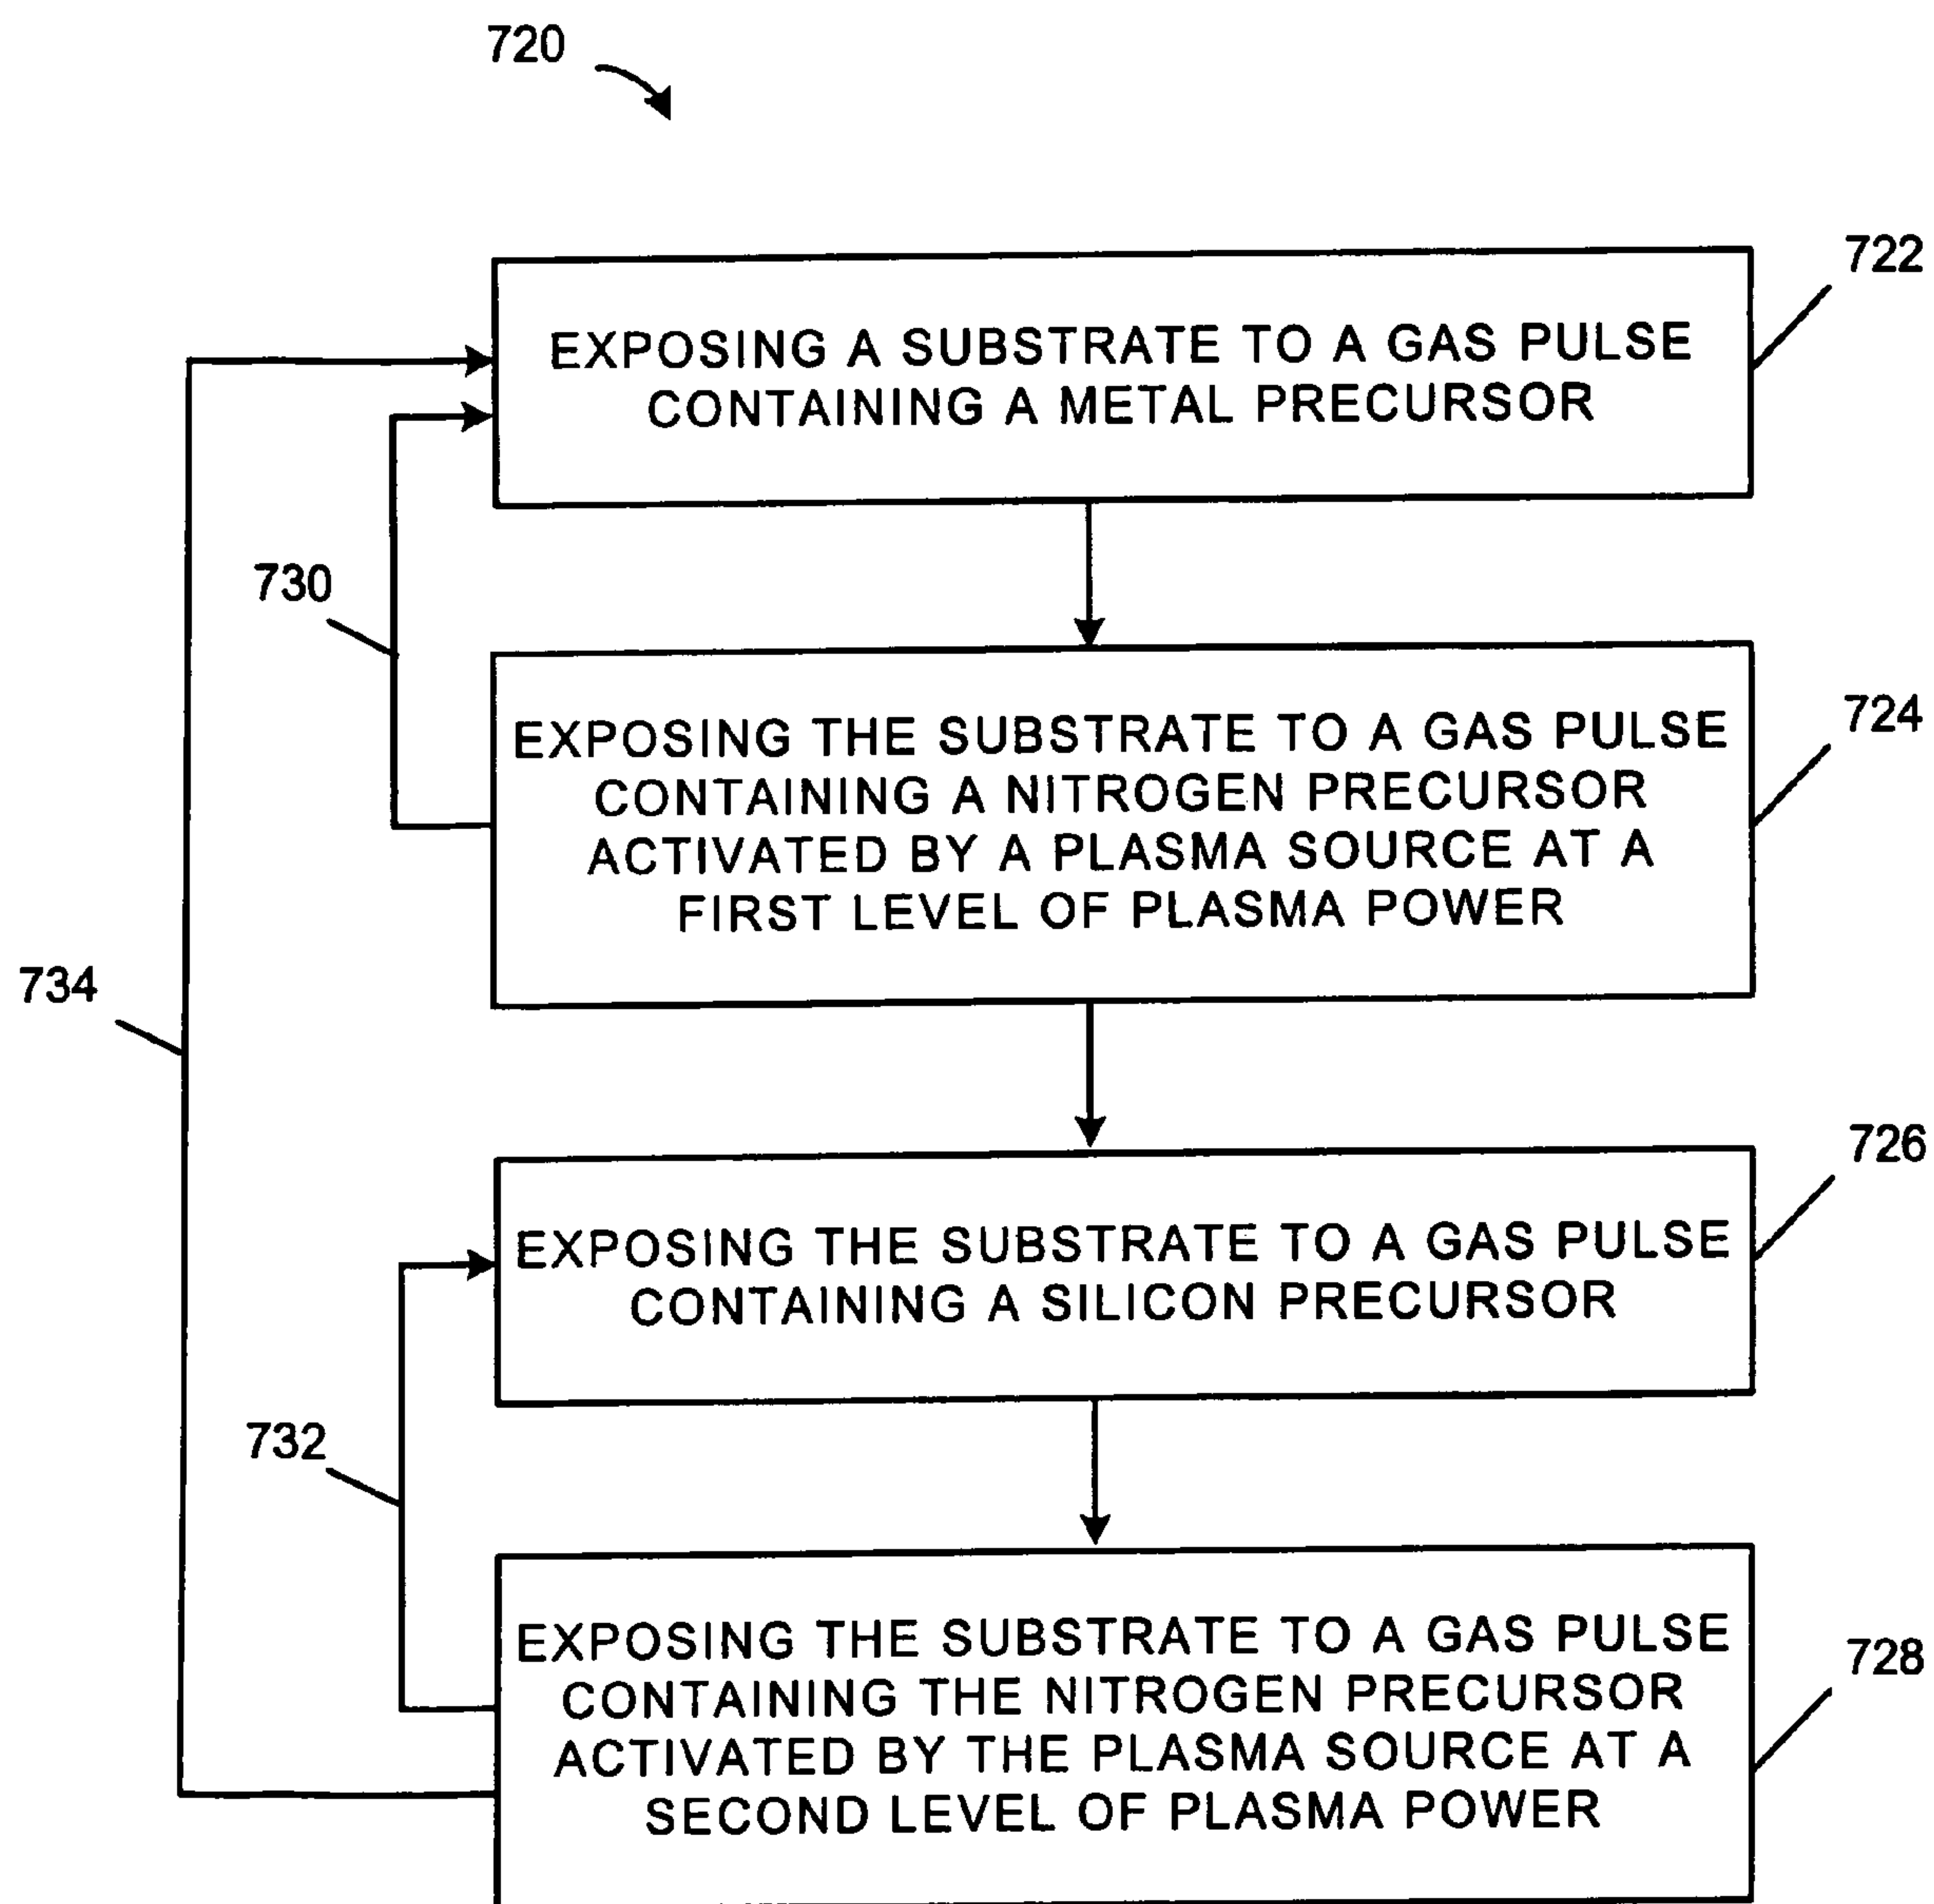 720
722
EXPOSING A SUBSTRATE TO A GAS PULSE
CONTAINING A METAL PRECURSOR
730
724
EXPOSING THE SUBSTRATE TO A GAS PULSE
CONTAINING A NITROGEN PRECURSOR
ACTIVATED BY A PLASMA SOURCE AT A
FIRST LEVEL OF PLASMA POWER
734
726
EXPOSING THE SUBSTRATE TO A GAS PULSE
CONTAINING A SILICON PRECURSOR
732
728
EXPOSING THE SUBSTRATE TO A GAS PULSE
CONTAINING THE NITROGEN PRECURSOR
ACTIVATED BY THE PLASMA SOURCE AT A
SECOND LEVEL OF PLASMA POWER